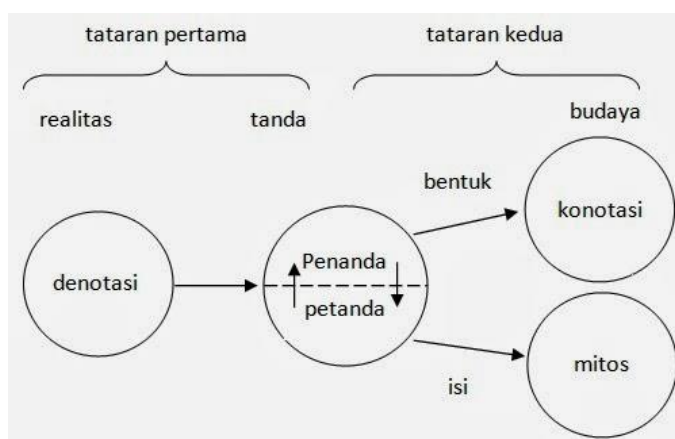 tataran pertama
tataran kedua
realitas
tanda
budaya
bentuk
konotasi
denotasi
Penanda
petanda
isi
mitos